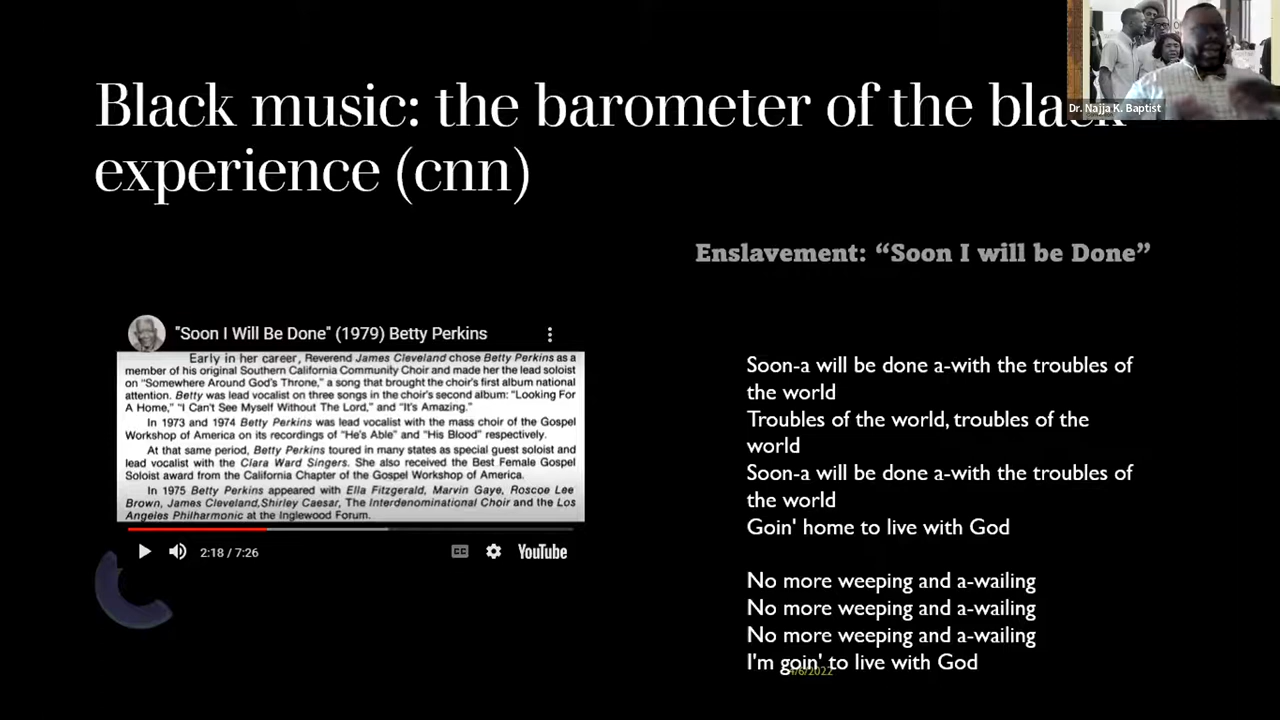 Black music: the barometer of the black
experience (cnn)
Dr. Najja K. Baptist
Enslavement: “Soon I will be Done”
"Soon I Will Be Done" (1979) Betty Perkins
Early in her career, Reverend James Cleveland chose Betty Perkins as a
member of his original Southern California Community Choir and made her the lead soloist
on “Somewhere Around God's Throne,” a song that brought the choir's first album national
attention. Betty was lead vocalist on three songs in the choir's second album: “Looking For
A Home,” “I Can't See Myself Without The Lord,” and “It's Amazing.”
In 1973 and 1974 Betty Perkins was lead vocalist with the mass choir of the Gospel
Workshop of America on its recordings of “He's Able” and “His Blood” respectively.
At that same period, Betty Perkins toured in many states as special guest soloist and
lead vocalist with the Clara Ward Singers. She also received the Best Female Gospel
Soloist award from the California Chapter of the Gospel Workshop of America.
In 1975 Betty Perkins appeared with Ella Fitzgerald, Marvin Gaye, Roscoe Lee
Brown, James Cleveland,Shirley Caesar, The Interdenominational Choir and the Los
Angeles Philharmonic at the Inglewood Forum.
2:18 / 7:26
CC
YouTube
Soon-a will be done a-with the troubles of
the world
Troubles of the world, troubles of the
world
Soon-a will be done a-with the troubles of
the world
Goin' home to live with God
No more weeping and a-wailing
No more weeping and a-wailing
No more weeping and a-wailing
I'm goin' to live with God
4/6/2022